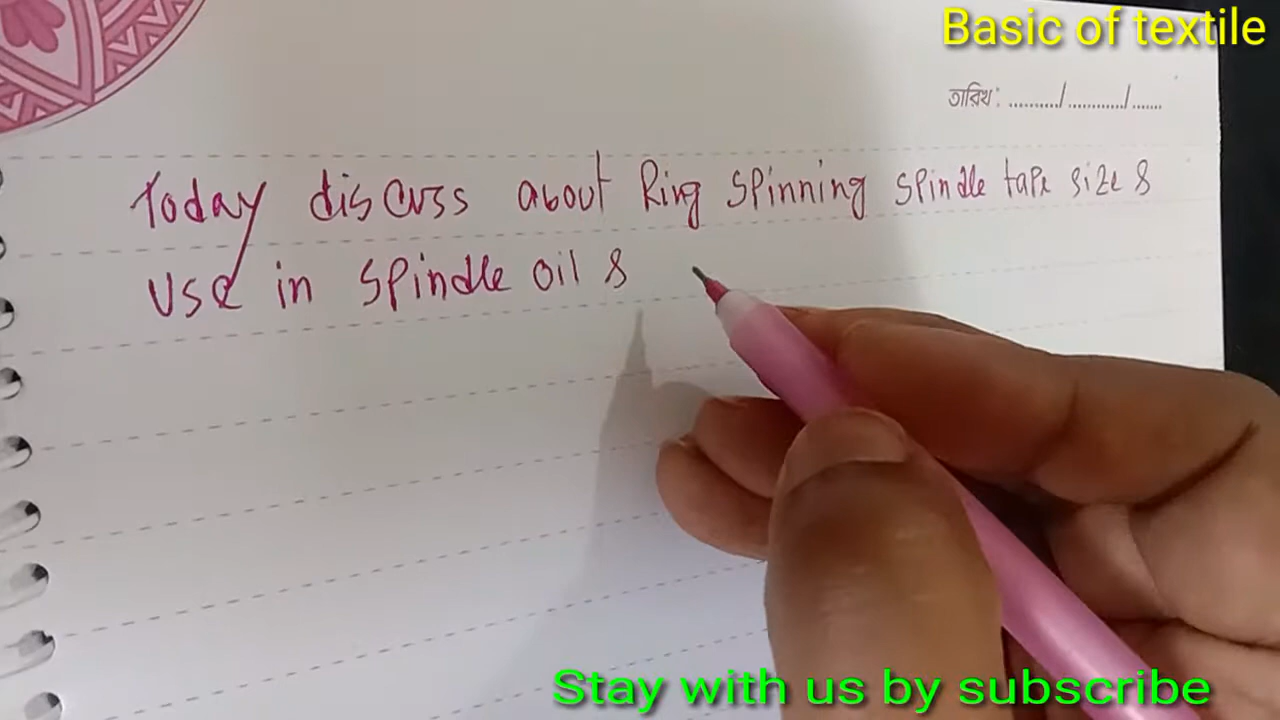 Basic of textile
তারিখ: ........../.........../......
Today discuss about Ring Spinning Spindle tape size &
use in Spindle oil &
Stay with us by subscribe